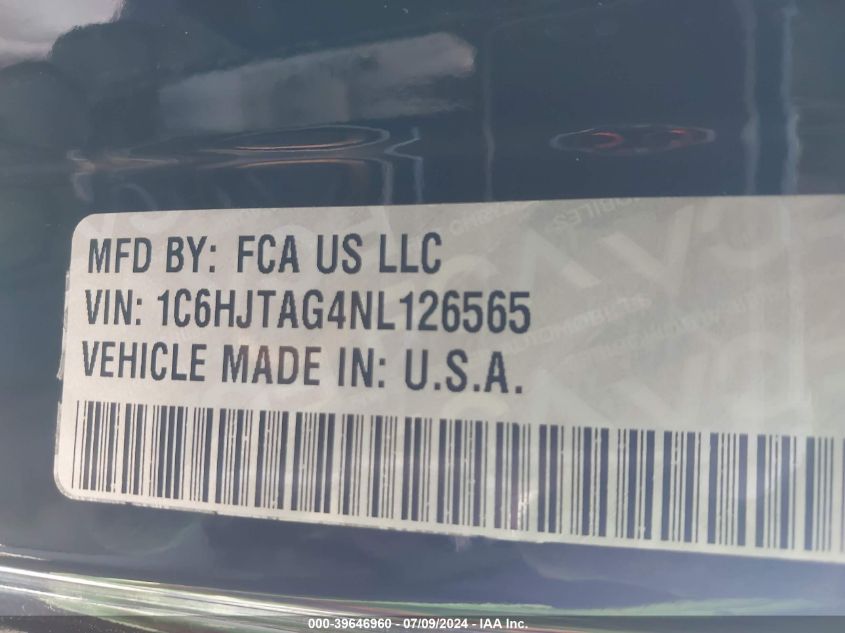 MFD BY: FCA US LLC
VIN: 1C6HJTAG4NL126565
VEHICLE MADE IN: U.S.A.
000-39646960 - 07/09/2024 - IAA Inc.